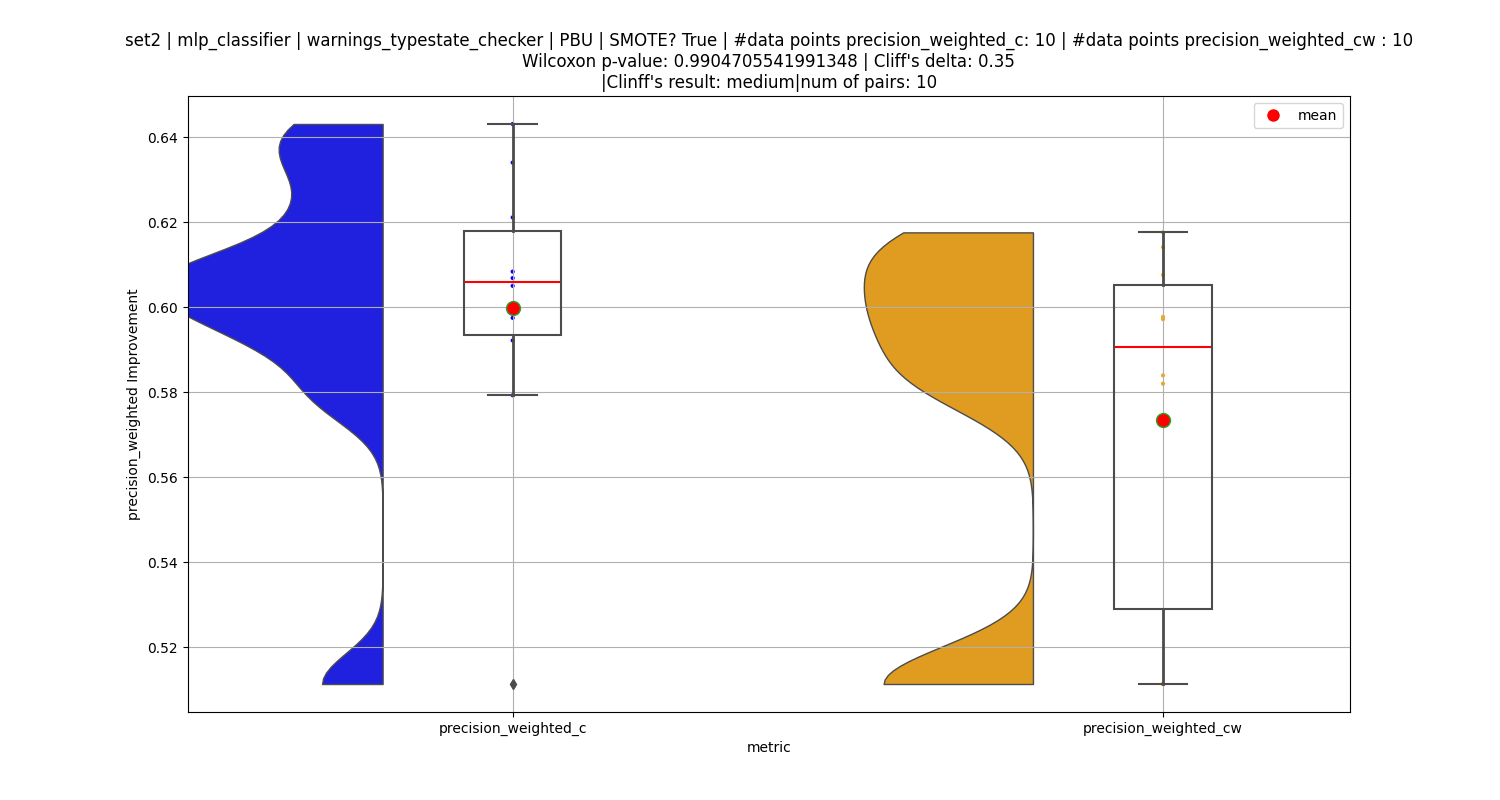 set2 | mlp_classifier | warnings_typestate_checker | PBU | SMOTE? True | #data points precision_weighted_c: 10 | #data points precision_weighted_cw : 10
Wilcoxon p-value: 0.9904705541991348 | Cliff's delta: 0.35
|Clinff's result: medium|num of pairs: 10
mean
0.64
0.62
0.60
0.58
0.56
0.54
0.52
precision_weighted Improvement
precision_weighted_c
precision_weighted_cw
metric